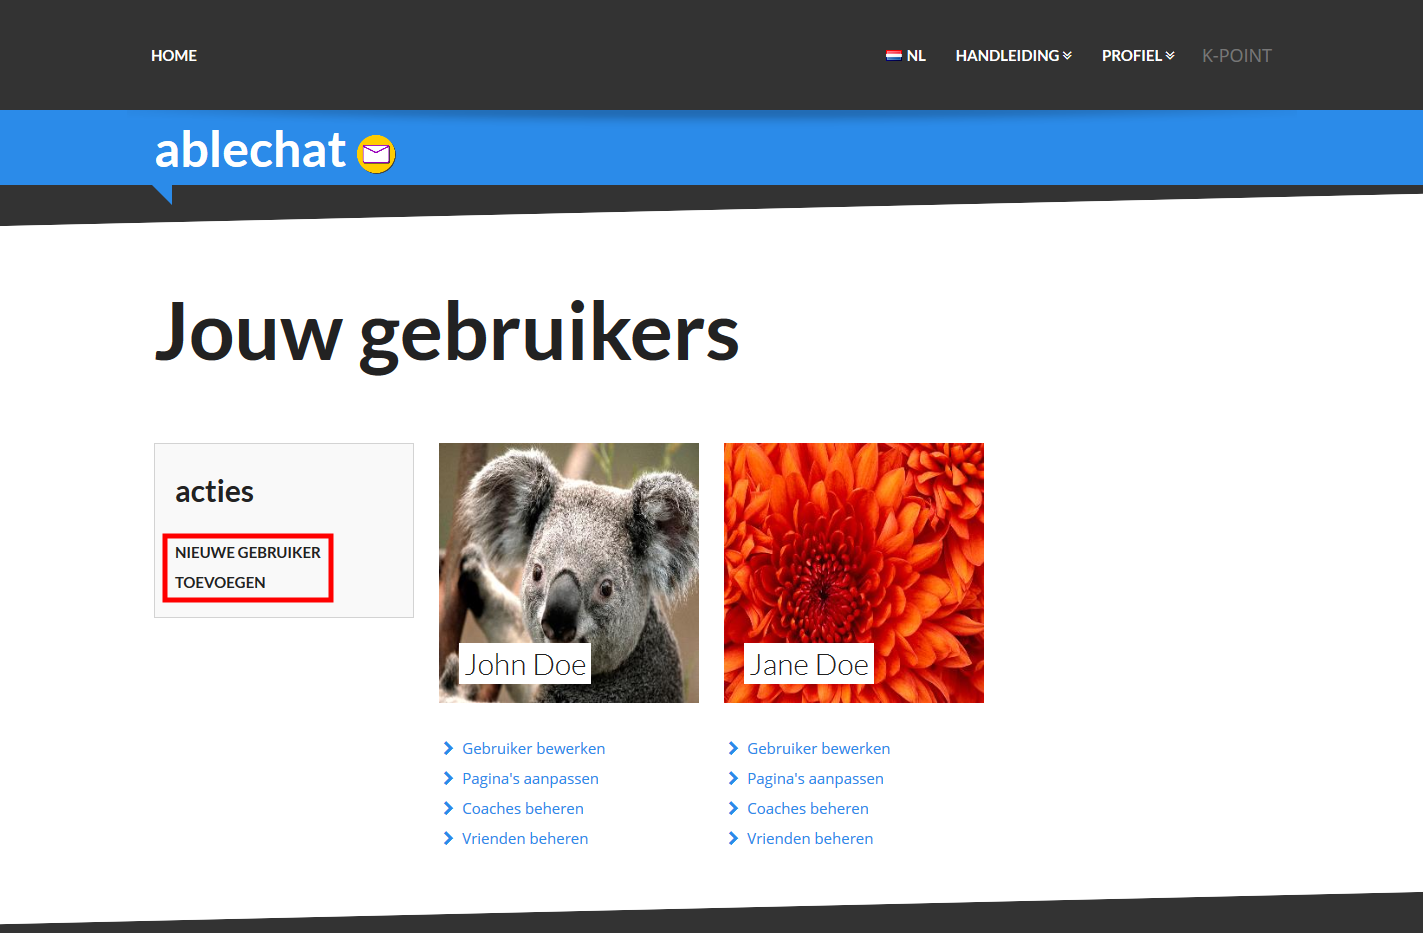 HOME
NL
HANDLEIDING
PROFIEL
K-POINT
ablechat
Jouw gebruikers
acties
NIEUWE GEBRUIKER
TOEVOEGEN
John Doe
Gebruiker bewerken
Pagina's aanpassen
Coaches beheren
Vrienden beheren
Jane Doe
Gebruiker bewerken
Pagina's aanpassen
Coaches beheren
Vrienden beheren